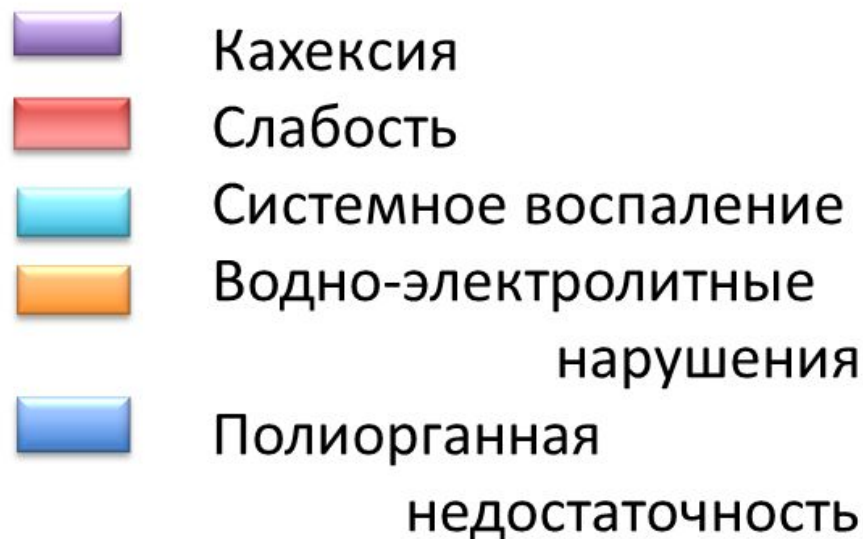 Кахексия
Слабость
Системное воспаление
Водно-электролитные
нарушения
Полиорганная
недостаточность